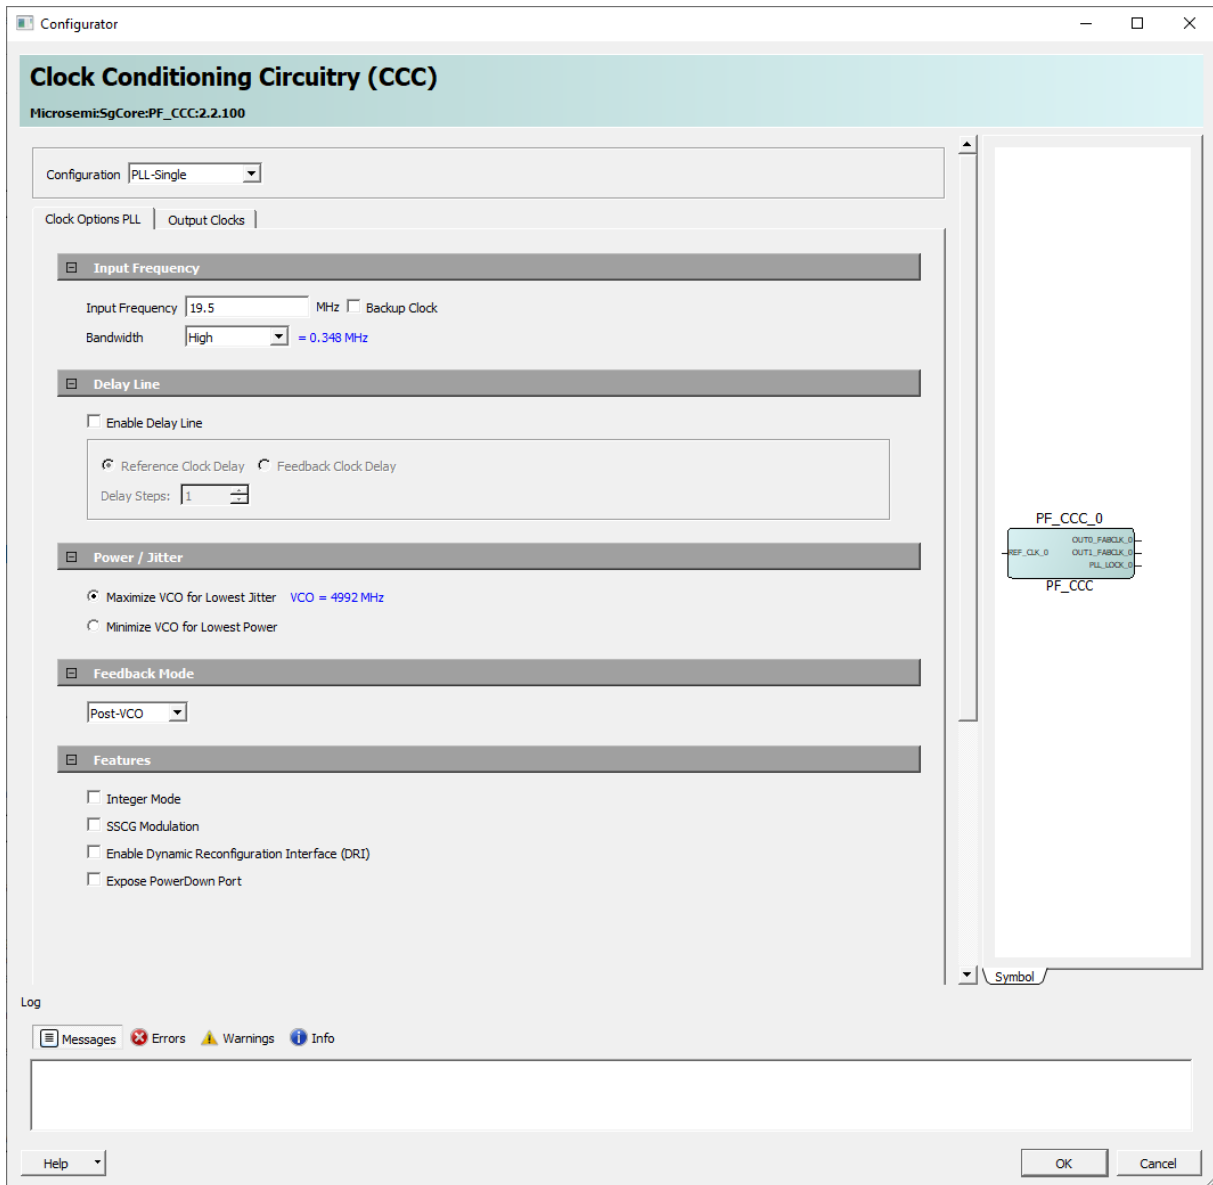 Configurator
Clock Conditioning Circuitry (CCC)
Microsemi:SgCore:PF_CCC:2.2.100
Configuration PLL-Single
Clock Options PLL Output Clocks
Input Frequency
Input Frequency 19.5 MHz Backup Clock
Bandwidth High = 0.348 MHz
Delay Line
Enable Delay Line
Reference Clock Delay Feedback Clock Delay
Delay Steps: 1
Power / Jitter
Maximize VCO for Lowest Jitter VCO = 4992 MHz
Minimize VCO for Lowest Power
Feedback Mode
Post-VCO
Features
Integer Mode
SSCG Modulation
Enable Dynamic Reconfiguration Interface (DRI)
Expose PowerDown Port
PF_CCC_0
OUT0_FABCLK_0
REF_CLK_0 OUT1_FABCLK_0
PLL_LOCK_0
PF_CCC
Symbol
Log
Messages Errors Warnings Info
Help OK Cancel